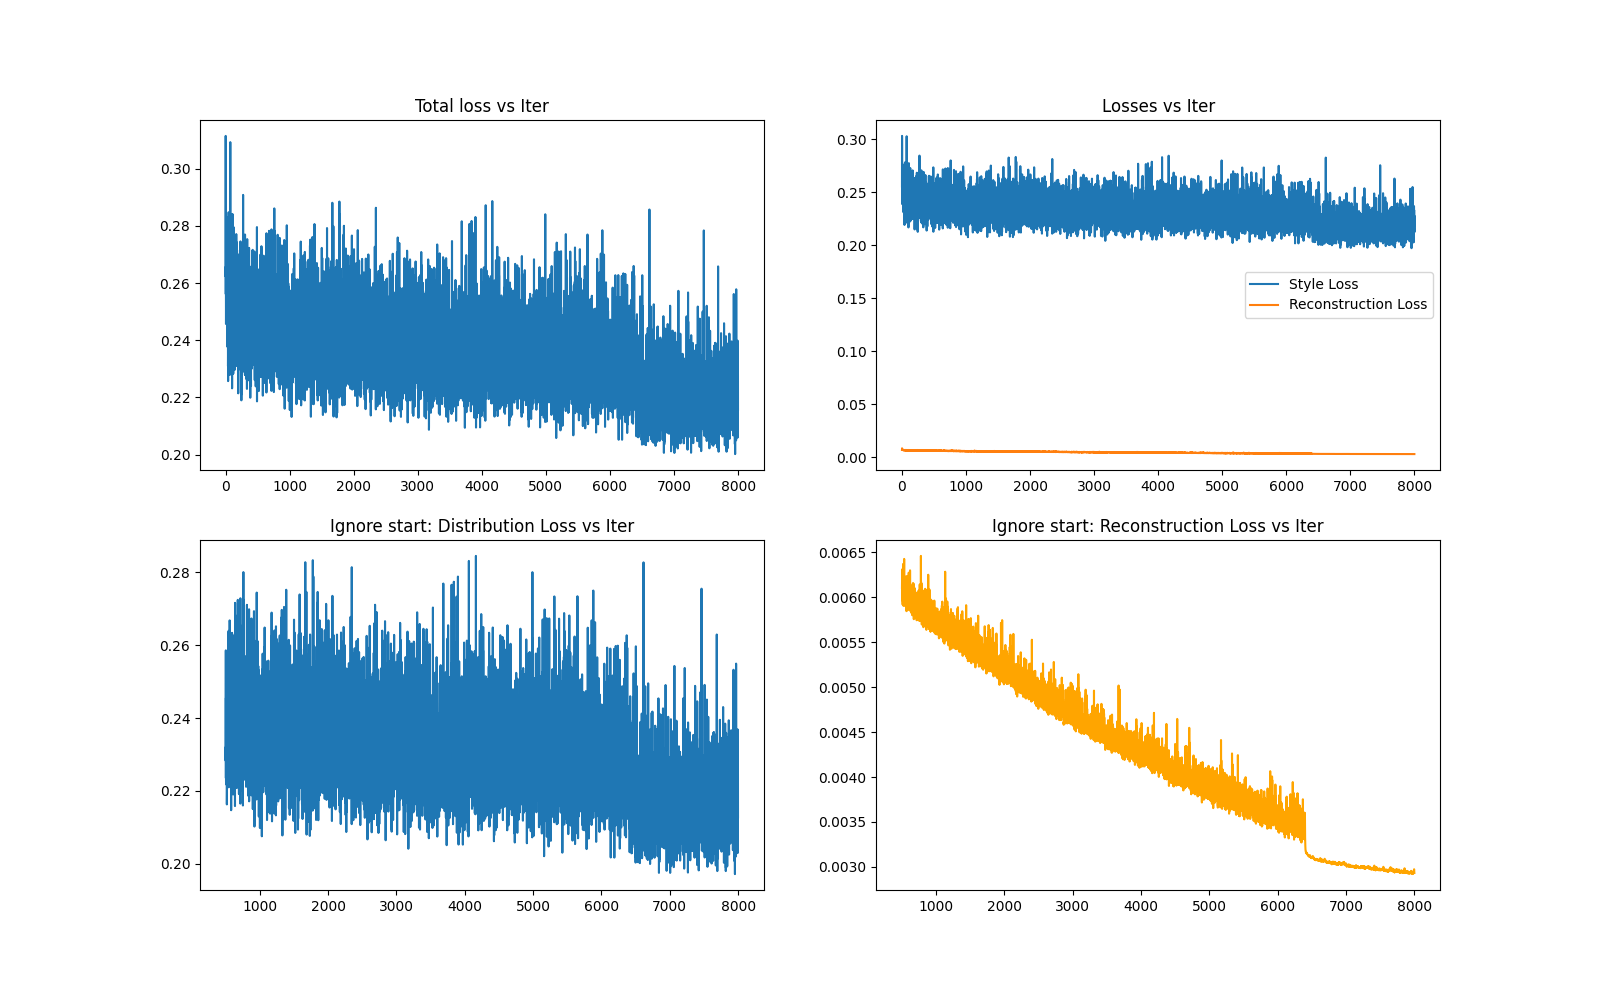 Total loss vs Iter
0.30
0.28
0.26
0.24
0.22
0.20
0 1000 2000 3000 4000 5000 6000 7000 8000
Losses vs Iter
0.30
0.25
0.20
0.15
0.10
0.05
0.00
Style Loss
Reconstruction Loss
0 1000 2000 3000 4000 5000 6000 7000 8000
Ignore start: Distribution Loss vs Iter
0.28
0.26
0.24
0.22
0.20
1000 2000 3000 4000 5000 6000 7000 8000
Ignore start: Reconstruction Loss vs Iter
0.0065
0.0060
0.0055
0.0050
0.0045
0.0040
0.0035
0.0030
1000 2000 3000 4000 5000 6000 7000 8000